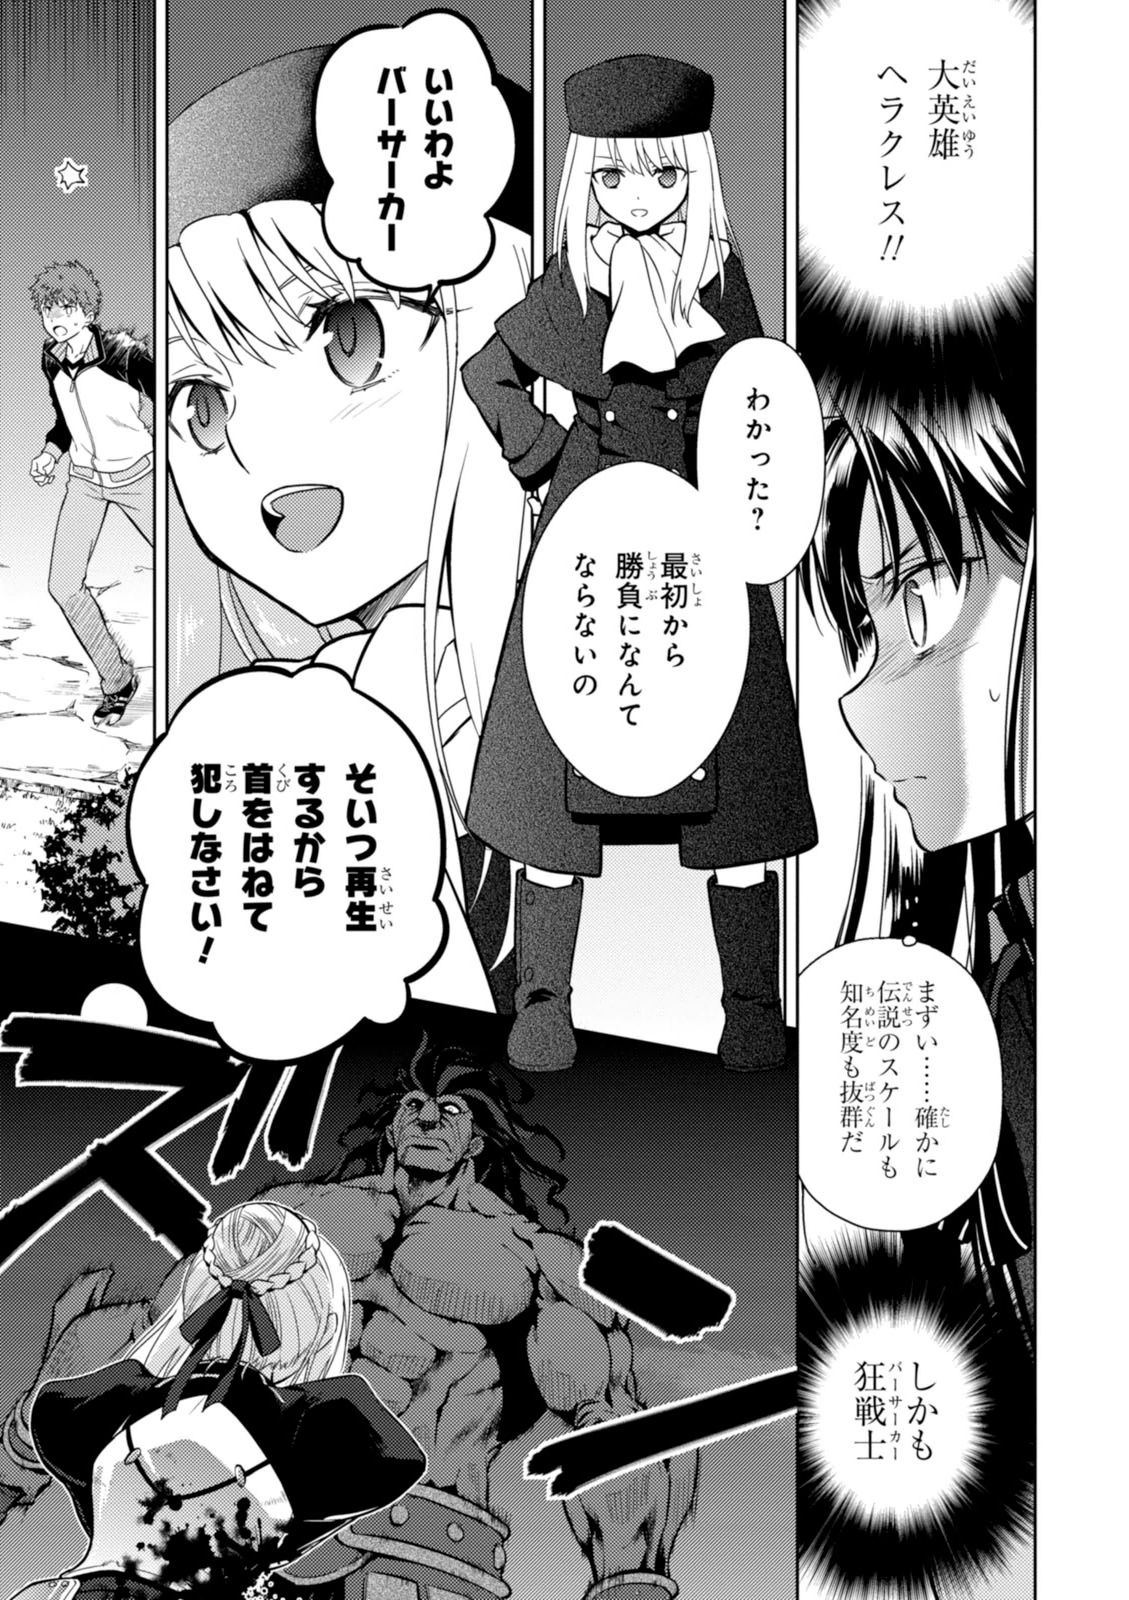 大英雄
ヘラクレス!!
まずい……確かに
伝説のスケールも
知名度も抜群だ
しかも
狂戦士
わかった?
最初から
勝負になんて
ならないの
いいわよ
バーサーカー
そいつ再生
するから
首をはねて
犯しなさい!
ズ